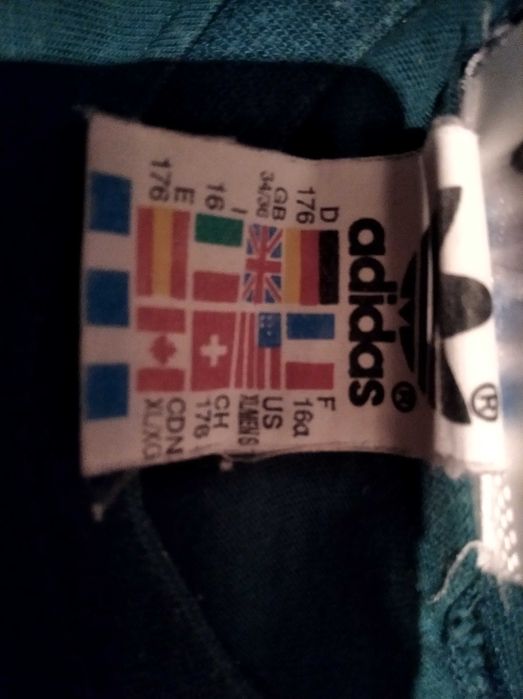 ®
adidas®
D F
176 16a
GB US
34/36 XL/MEN S
I CH
16 176
E CDN
176 XL/XG